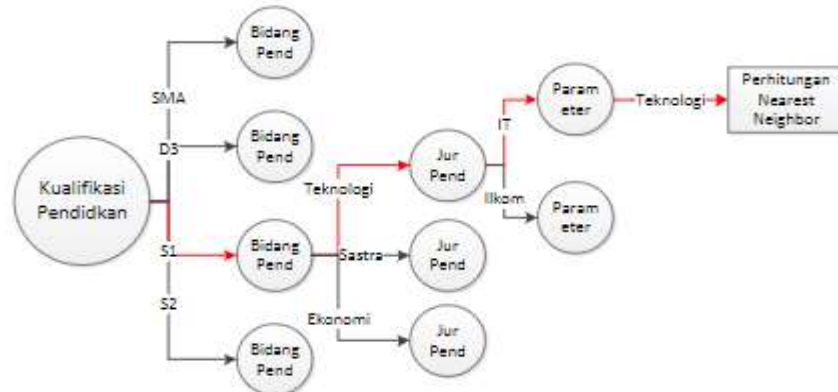 Bidang
Pend
SMA
Bidang
Pend
D3
Kualifikasi
Pendidkan
S1
Bidang
Pend
S2
Bidang
Pend
Teknologi
Jur
Pend
Sastra
Jur
Pend
Ekonomi
Jur
Pend
IT
Param
eter
Ilkom
Param
eter
Teknologi
Perhitungan
Nearest
Neighbor